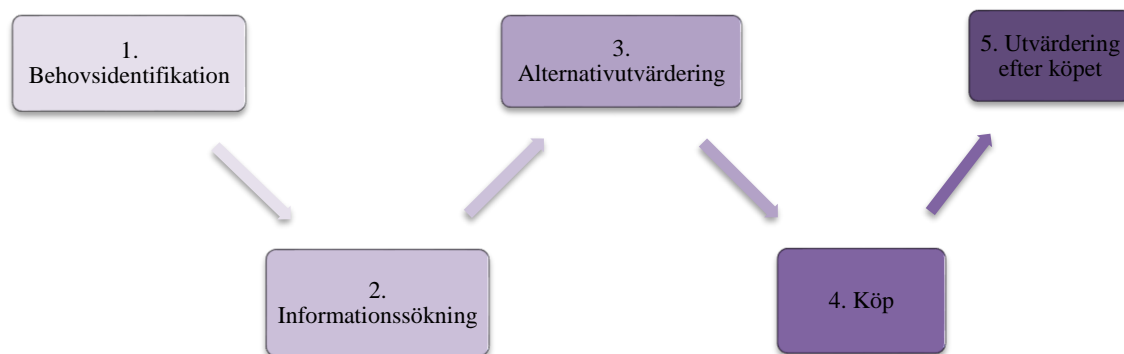 1.
Behovsidentifikation
2.
Informationssökning
3.
Alternativutvärdering
4. Köp
5. Utvärdering
efter köpet